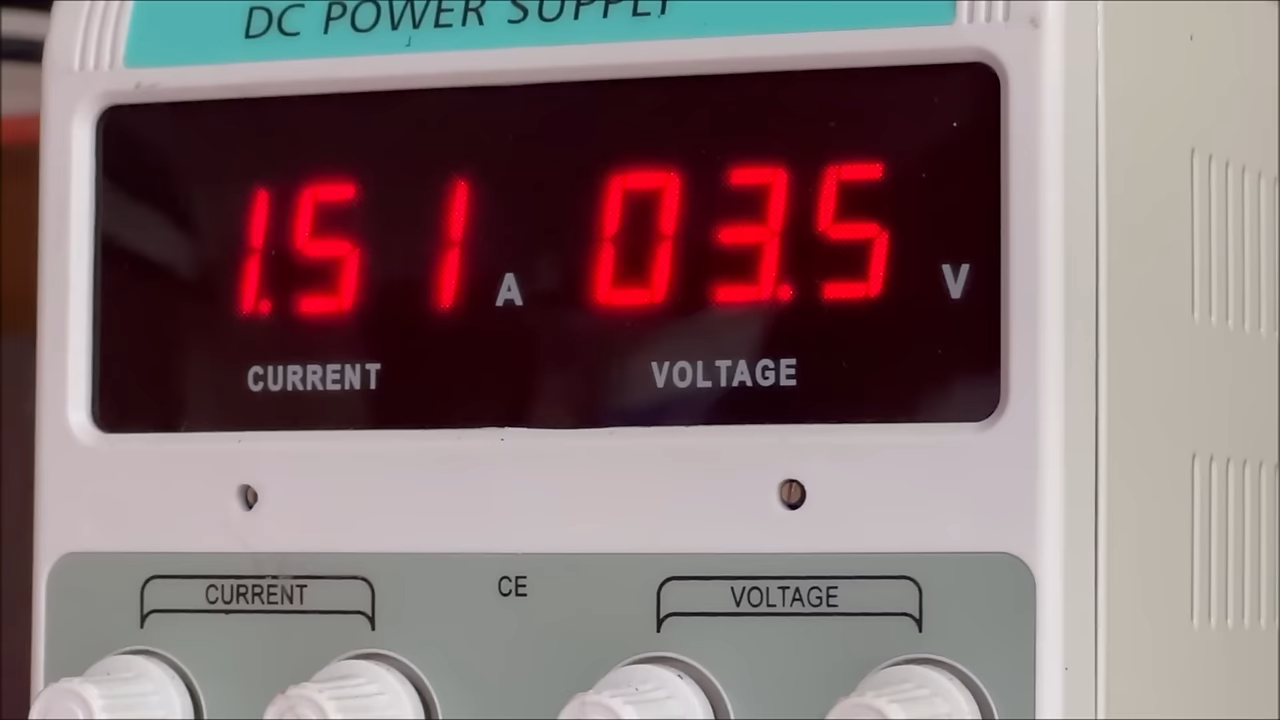 DC POWER SUPPLY
1.51 A 03.5 V
CURRENT VOLTAGE
CURRENT CE VOLTAGE